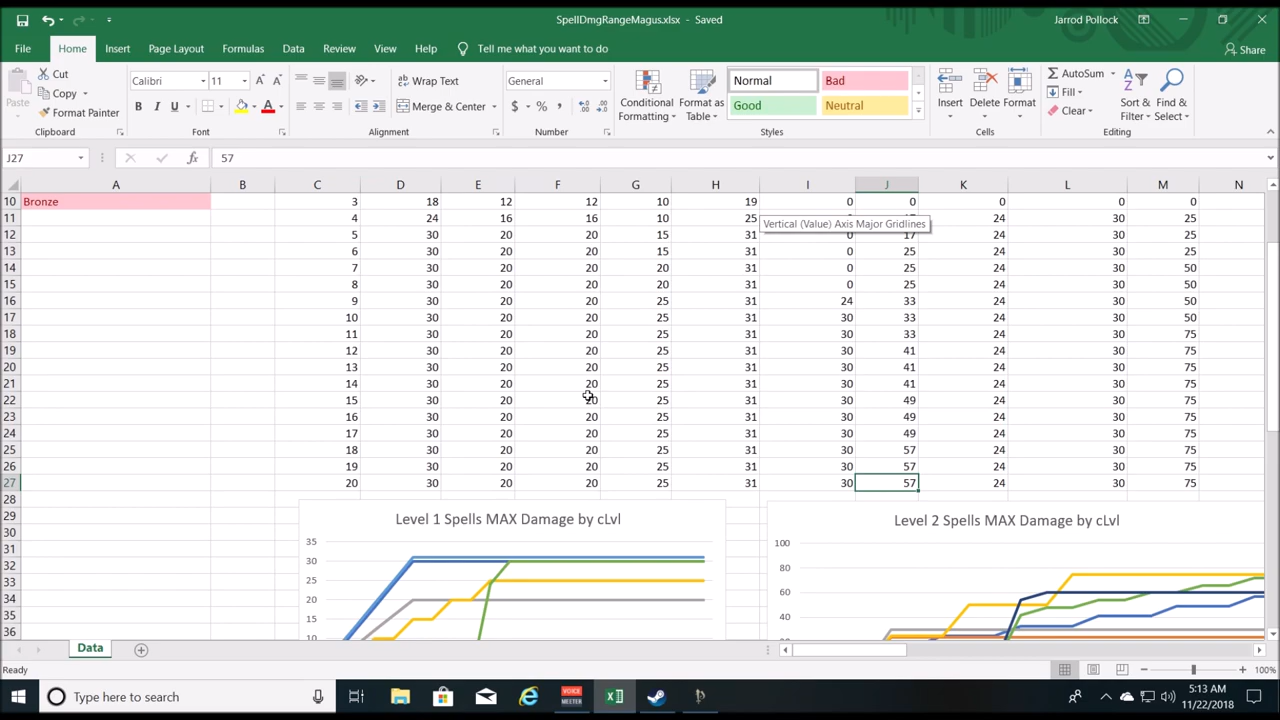 SpellDmgRangeMagus.xlsx - Saved
Jarrod Pollock
File Home Insert Page Layout Formulas Data Review View Help Tell me what you want to do Share
Paste Cut Copy Format Painter Clipboard
Calibri 11 B I U Font
Wrap Text Merge & Center Alignment
General $ % , Number
Conditional Formatting Format as Table
Normal Bad Good Neutral Styles
Insert Delete Format Cells
AutoSum Fill Clear Sort & Filter Find & Select Editing
J27 fx 57
A B C D E F G H I J K L M N
10 Bronze 3 18 12 12 10 19 0 0 0 0 0
11 4 24 16 16 10 25 24 30 25
Vertical (Value) Axis Major Gridlines
12 5 30 20 20 15 31 0 17 24 30 25
13 6 30 20 20 15 31 0 25 24 30 25
14 7 30 20 20 20 31 0 25 24 30 50
15 8 30 20 20 20 31 0 25 24 30 50
16 9 30 20 20 25 31 24 33 24 30 50
17 10 30 20 20 25 31 30 33 24 30 50
18 11 30 20 20 25 31 30 33 24 30 75
19 12 30 20 20 25 31 30 41 24 30 75
20 13 30 20 20 25 31 30 41 24 30 75
21 14 30 20 20 25 31 30 41 24 30 75
22 15 30 20 20 25 31 30 49 24 30 75
23 16 30 20 20 25 31 30 49 24 30 75
24 17 30 20 20 25 31 30 49 24 30 75
25 18 30 20 20 25 31 30 57 24 30 75
26 19 30 20 20 25 31 30 57 24 30 75
27 20 30 20 20 25 31 30 57 24 30 75
28
29
30
31
32
33
34
35
36
Level 1 Spells MAX Damage by cLvl
35
30
25
20
15
10
Level 2 Spells MAX Damage by cLvl
100
80
60
40
Data
Ready
100%
Type here to search
VOICE MEETER
5:13 AM
11/22/2018